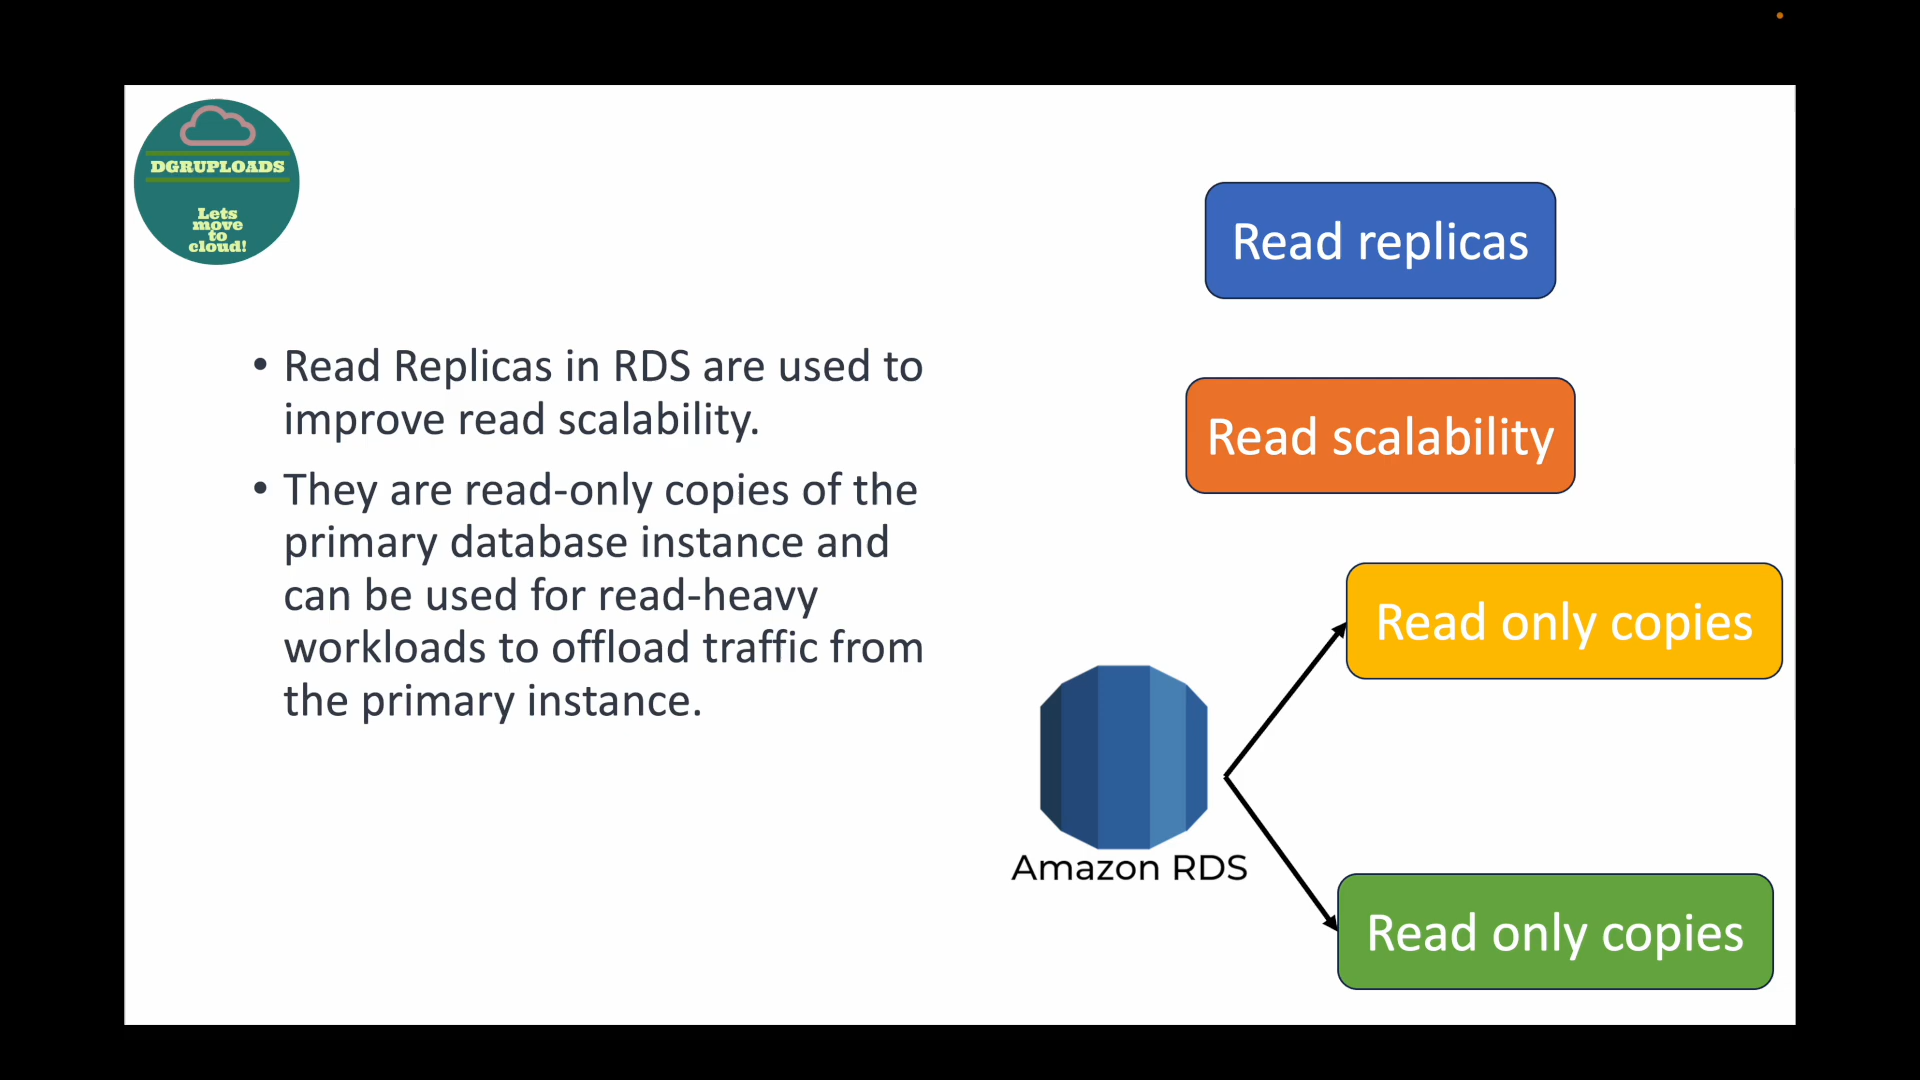 DGRUPLOADS
Lets
move
to
cloud!
• Read Replicas in RDS are used to
improve read scalability.
• They are read-only copies of the
primary database instance and
can be used for read-heavy
workloads to offload traffic from
the primary instance.
Read replicas
Read scalability
Read only copies
Amazon RDS
Read only copies